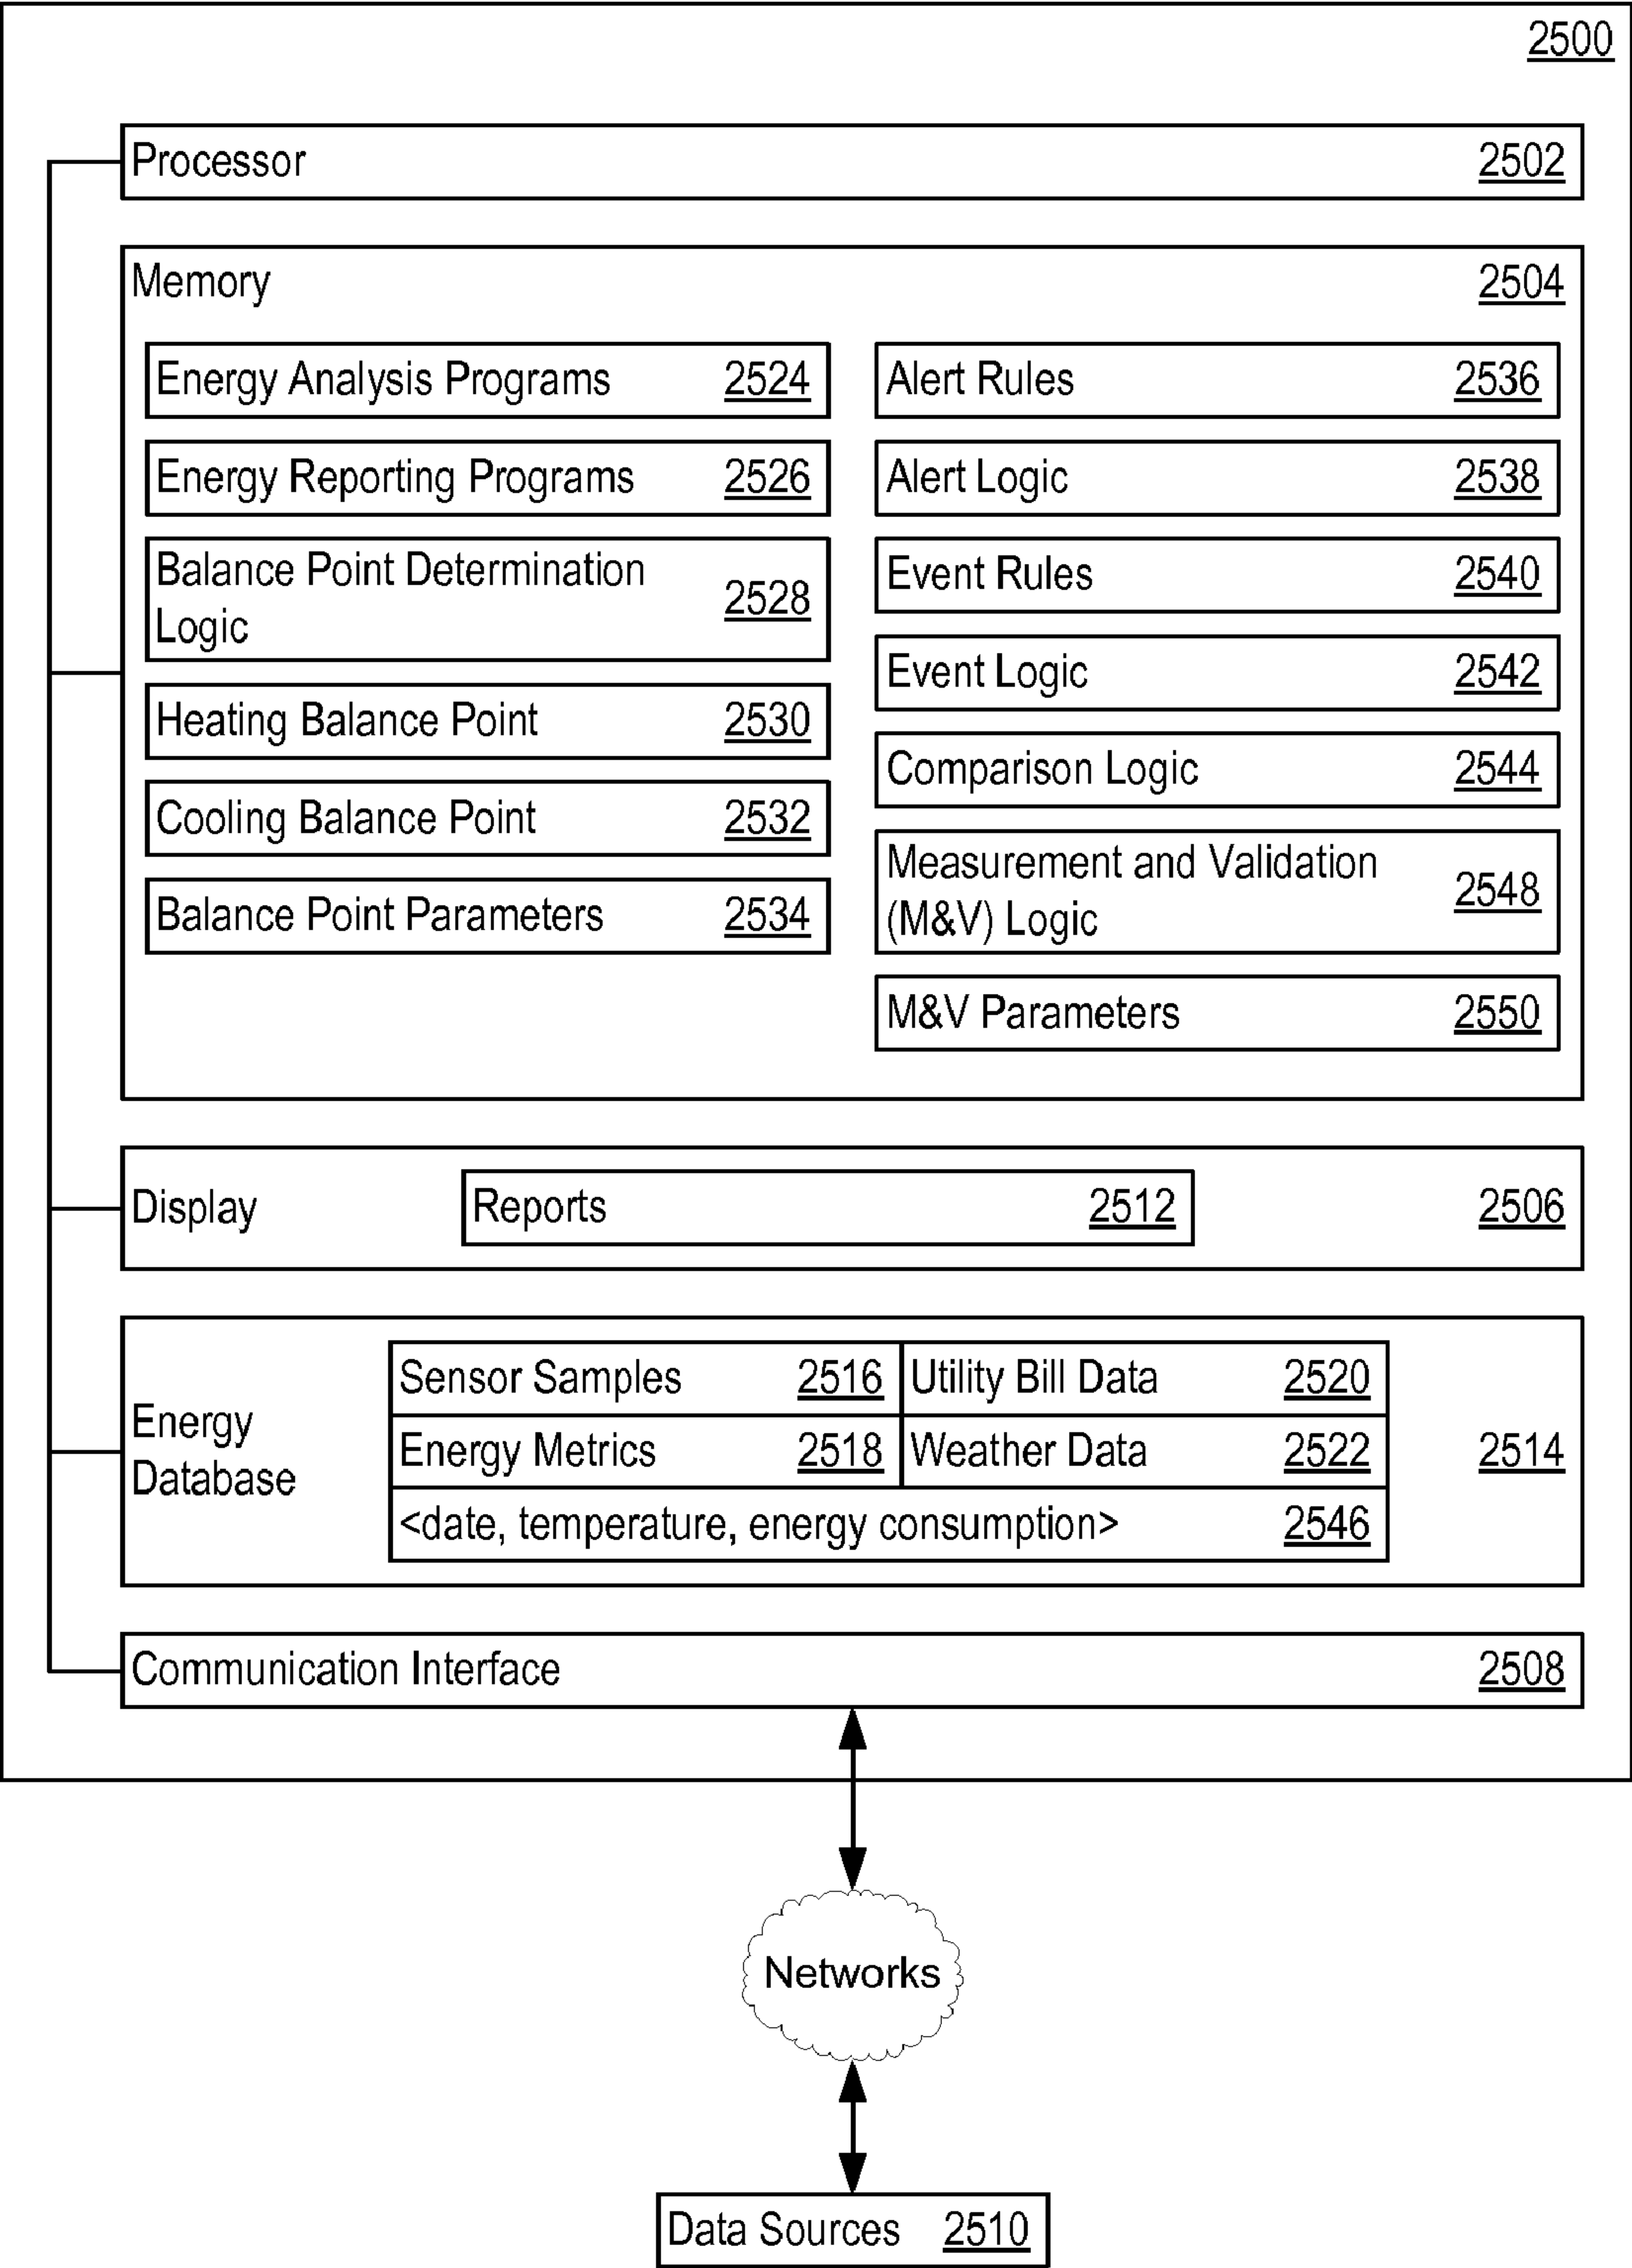 2500
Processor 2502
Memory 2504
Energy Analysis Programs 2524
Energy Reporting Programs 2526
Balance Point Determination
Logic 2528
Heating Balance Point 2530
Cooling Balance Point 2532
Balance Point Parameters 2534
Alert Rules 2536
Alert Logic 2538
Event Rules 2540
Event Logic 2542
Comparison Logic 2544
Measurement and Validation
(M&V) Logic 2548
M&V Parameters 2550
Display 2506
Reports 2512
Energy
Database 2514
Sensor Samples 2516
Utility Bill Data 2520
Energy Metrics 2518
Weather Data 2522
<date, temperature, energy consumption> 2546
Communication Interface 2508
Networks
Data Sources 2510